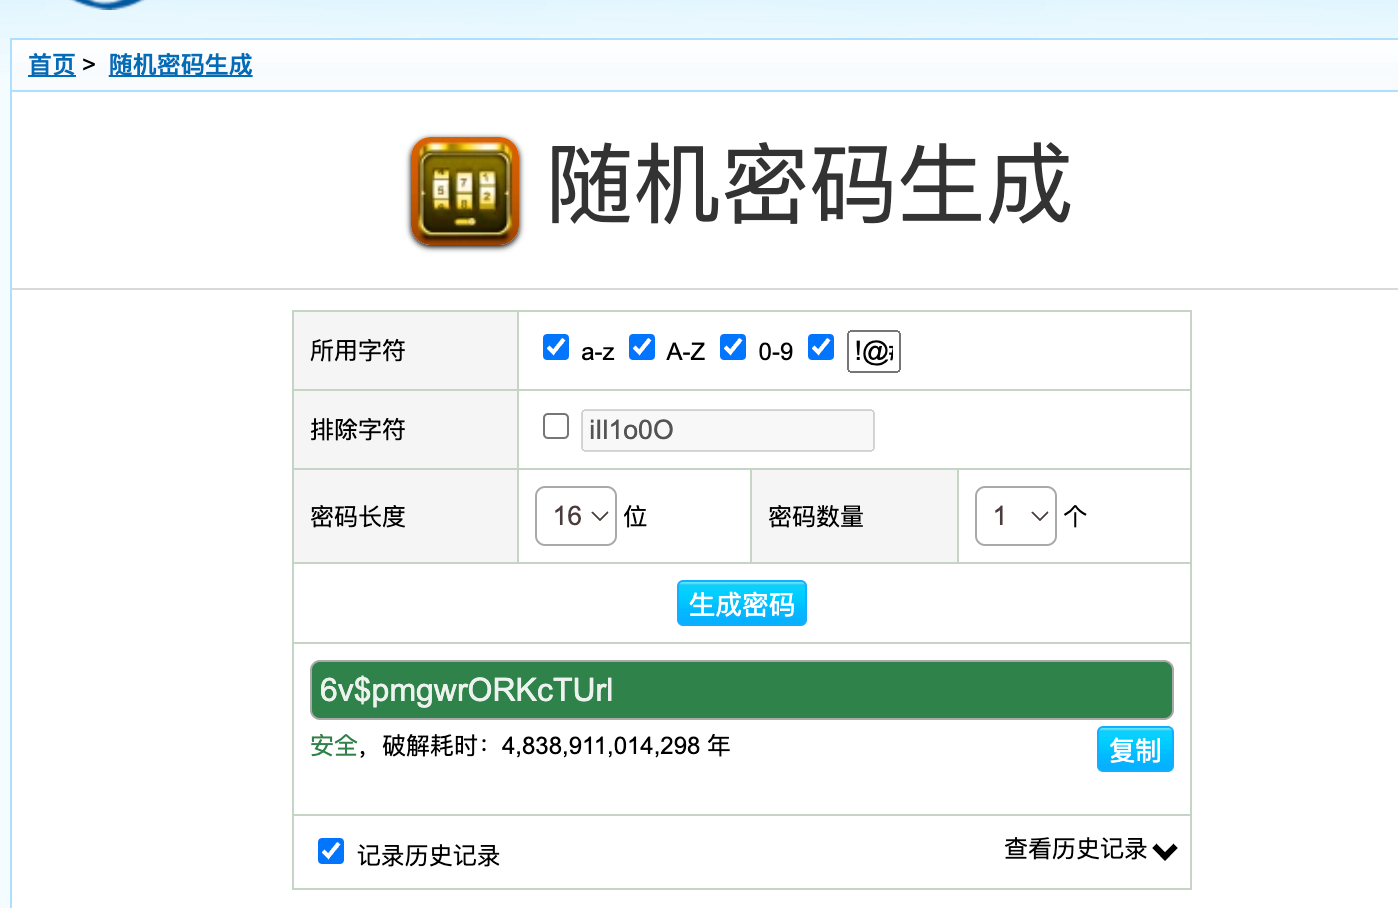 首页 > 随机密码生成
随机密码生成
所用字符 a-z A-Z 0-9 !@#
排除字符 iIl1o0O
密码长度 16 位 密码数量 1 个
生成密码
6v$pmgwrORKcTUrl
安全，破解耗时：4,838,911,014,298 年
复制
记录历史记录 查看历史记录